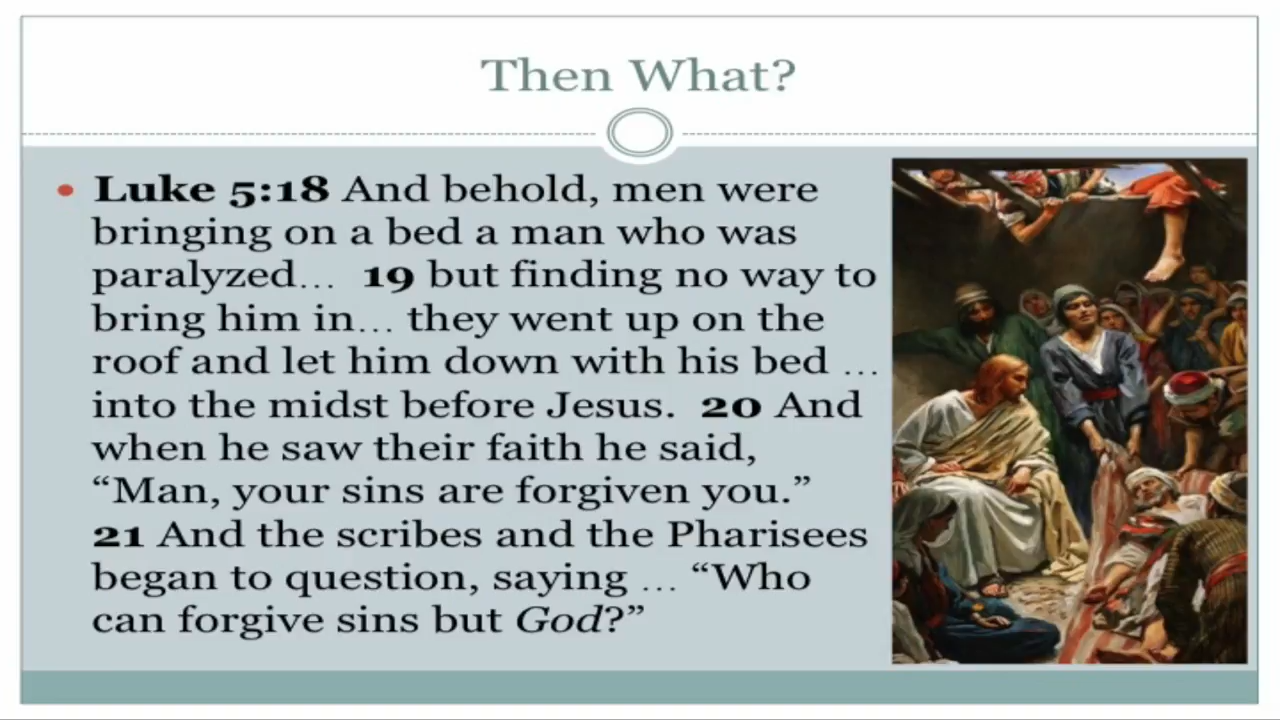 Then What?
• Luke 5:18 And behold, men were
bringing on a bed a man who was
paralyzed… 19 but finding no way to
bring him in… they went up on the
roof and let him down with his bed …
into the midst before Jesus. 20 And
when he saw their faith he said,
“Man, your sins are forgiven you.”
21 And the scribes and the Pharisees
began to question, saying … “Who
can forgive sins but God?”